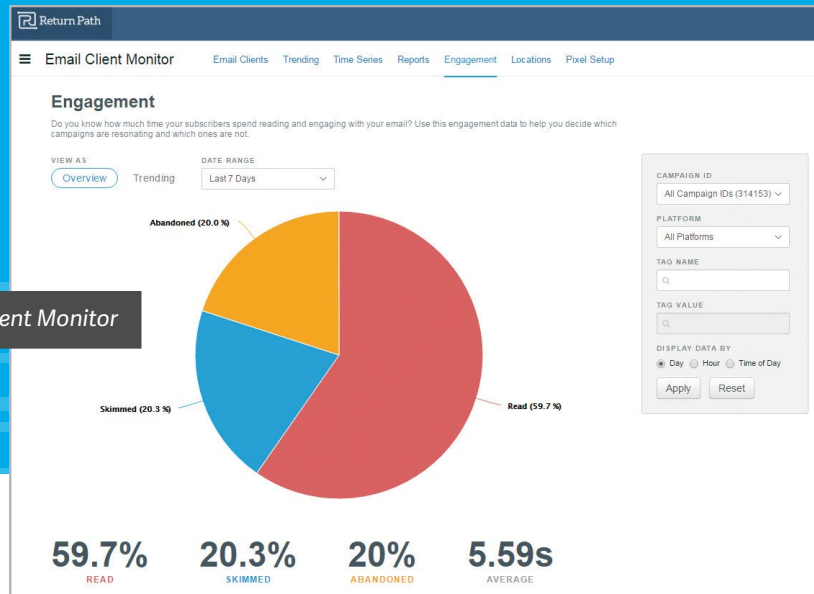 Return Path
Email Client Monitor Email Clients Trending Time Series Reports Engagement Locations Pixel Setup
Engagement
Do you know how much time your subscribers spend reading and engaging with your email? Use this engagement data to help you decide which
campaigns are resonating and which ones are not.
VIEW AS DATE RANGE
Overview Trending Last 7 Days
CAMPAIGN ID
All Campaign IDs (314153)
PLATFORM
All Platforms
TAG NAME
TAG VALUE
DISPLAY DATA BY
Day Hour Time of Day
Apply Reset
Abandoned (20.0 %)
ent Monitor
Skimmed (20.3 %)
Read (59.7 %)
59.7% 20.3% 20% 5.59s
READ SKIMMED ABANDONED AVERAGE